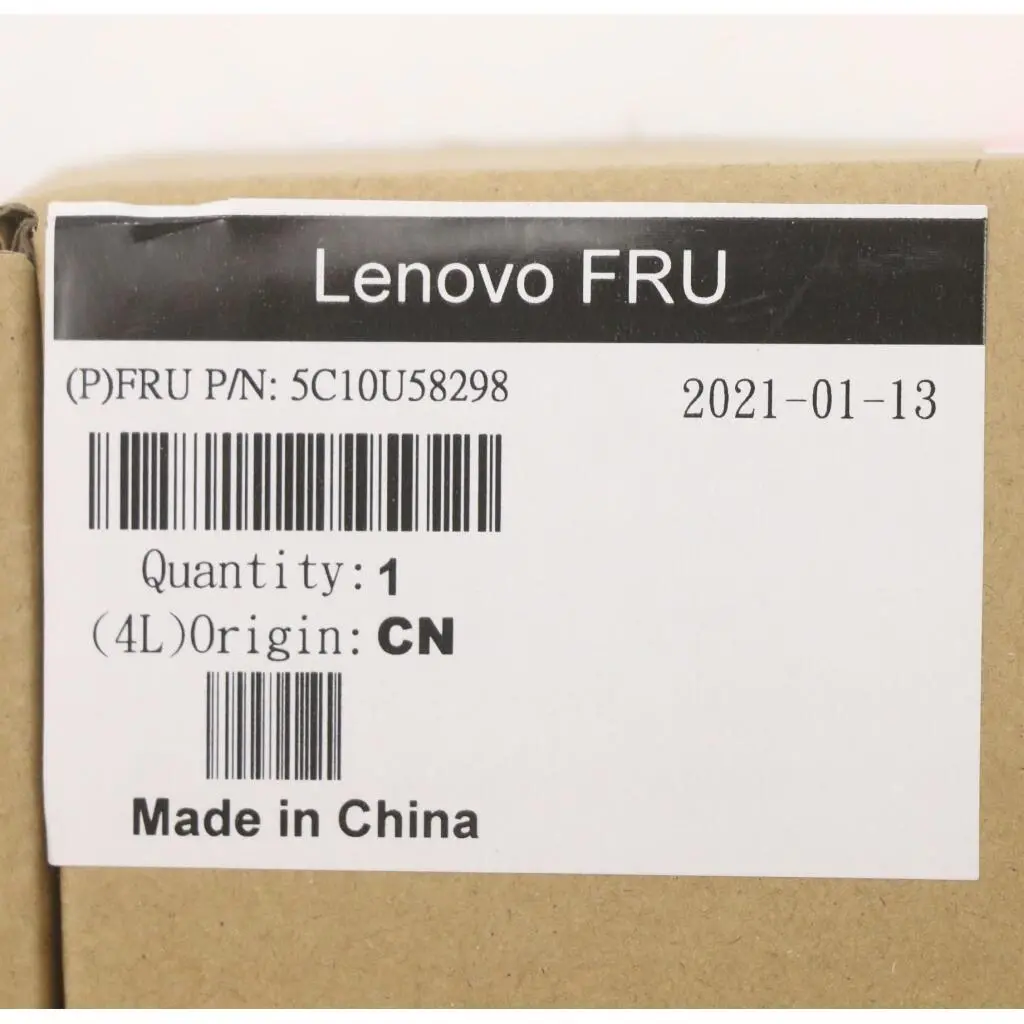 Lenovo FRU
(P)FRU P/N: 5C10U58298
2021-01-13
Quantity: 1
(4L)Origin: CN
Made in China